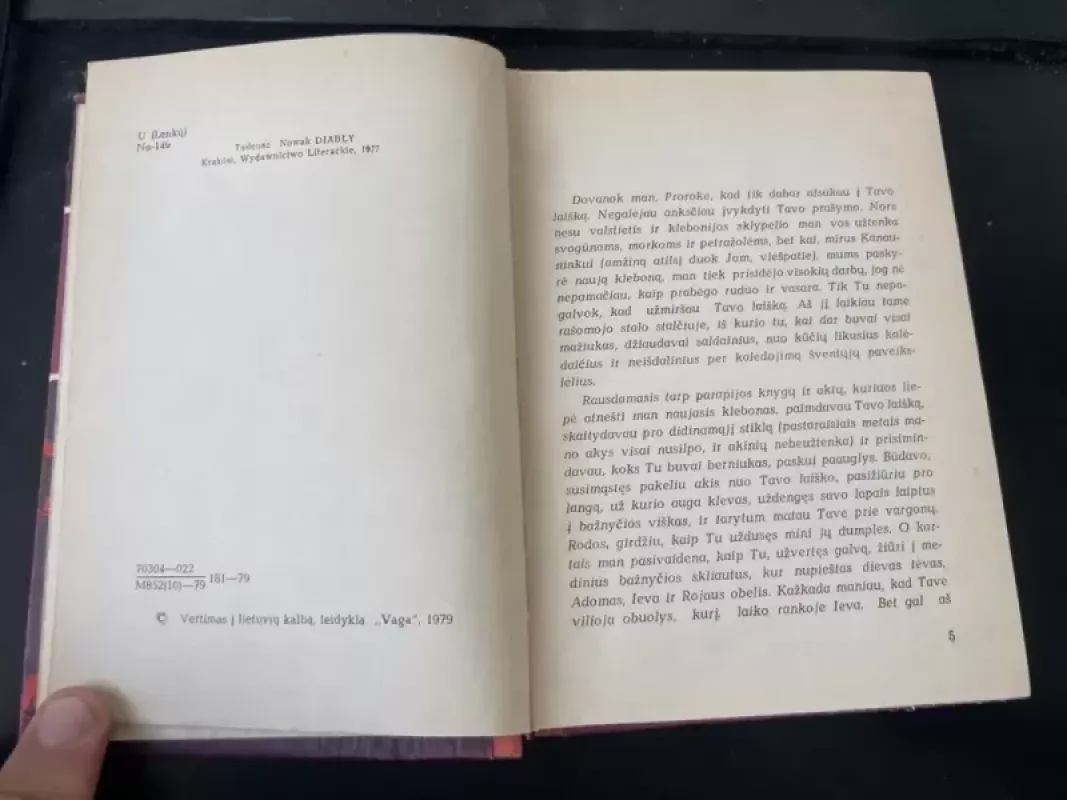 U (Lenkų)
No-149
Tadeusz Nowak DIABŁY
Kraków, Wydawnictwo Literackie, 1977
70304—022
M852(10)—79
181—79
© Vertimas į lietuvių kalbą, leidykla „Vaga", 1979
Dovanok man, Pranoke, kad tik dabar atsakau į Tavo
laišką. Negalėjau anksčiau įvykdyti Tavo prašymo. Nors
nesu valstietis ir klebonijos sklypelio man vos užtenka
svogūnams, morkoms ir petražolėms, bet kai, mirus Kanau-
ninkui (amžiną atilsį duok Jam, viešpatie), mums pasky-
rė naują kleboną, man tiek prisidėjo visokių darbų, jog nė
nepamačiau, kaip prabėgo ruduo ir vasara. Tik Tu nepa-
galvok, kad užmiršau Tavo laišką. Aš jį laikiau tame
rašomojo stalo stalčiuje, iš kurio tu, kai dar buvai visai
mažiukas, džiaudavai saldainius, nuo kūčių likusius kalė-
daičius ir neišdalinius per kalėdojimą šventųjų paveiks-
lėlius.
Rausdamasis tarp parapijos knygų ir aktų, kuriuos lie-
pė atnešti man naujasis klebonas, paimdavau Tavo laišką,
skaitydavau pro didinamąjį stiklą (pastaraisiais metais ma-
no akys visai nusilpo, ir akinių nebeužtenka) ir prisimin-
davau, koks Tu buvai berniukas, paskui paauglys. Būdavo,
susimąstęs pakeliu akis nuo Tavo laiško, pasižiūriu pro
langą, už kurio auga klevas, uždengęs savo lapais laiptus
į bažnyčios viškas, ir tarytum matau Tave prie vargonų.
Rodos, girdžiu, kaip Tu uždusęs mini jų dumples. O kar-
tais man pasivaidena, kaip Tu, užvertęs galvą, žiūri į me-
dinius bažnyčios skliautus, kur nupieštas dievas tėvas,
Adomas, Ieva ir Rojaus obelis. Kažkada maniau, kad Tave
vilioja obuolys, kurį laiko rankoje Ieva. Bet gal aš
5